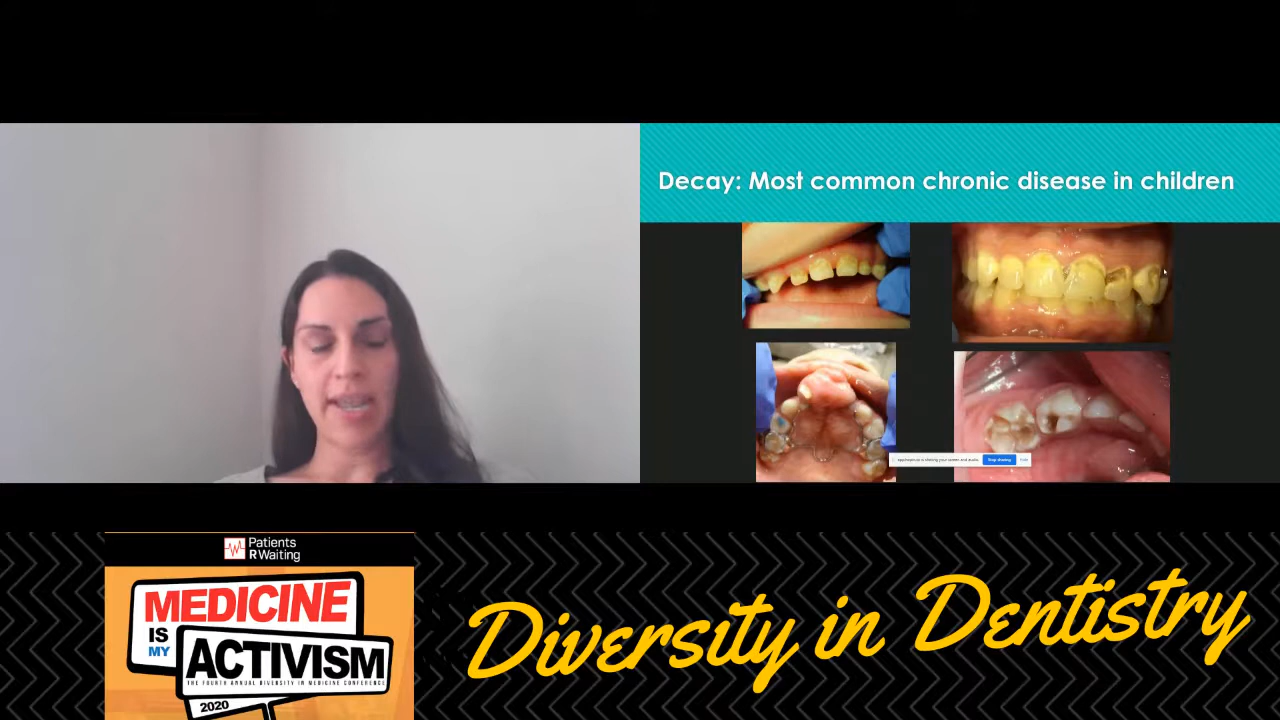 Decay: Most common chronic disease in children
Stop sharing
Patients
R Waiting
MEDICINE
IS
MY
ACTIVISM
THE FOURTH ANNUAL DIVERSITY IN MEDICINE CONFERENCE
2020
Diversity in Dentistry